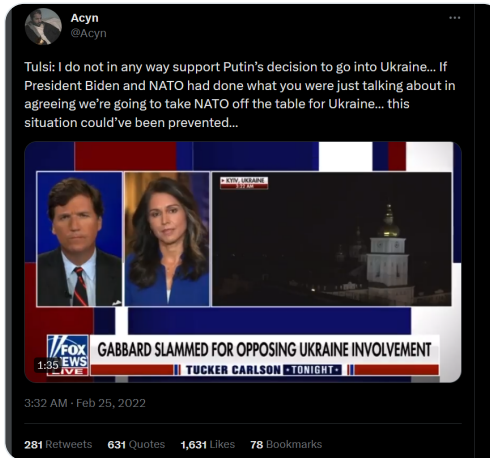 Acyn
@Acyn
Tulsi: I do not in any way support Putin’s decision to go into Ukraine... If
President Biden and NATO had done what you were just talking about in
agreeing we’re going to take NATO off the table for Ukraine... this
situation could’ve been prevented...
KYIV, UKRAINE
3:32 AM
FOX
NEWS
LIVE
1:35
GABBARD SLAMMED FOR OPPOSING UKRAINE INVOLVEMENT
TUCKER CARLSON •TONIGHT•
3:32 AM · Feb 25, 2022
281 Retweets 631 Quotes 1,631 Likes 78 Bookmarks